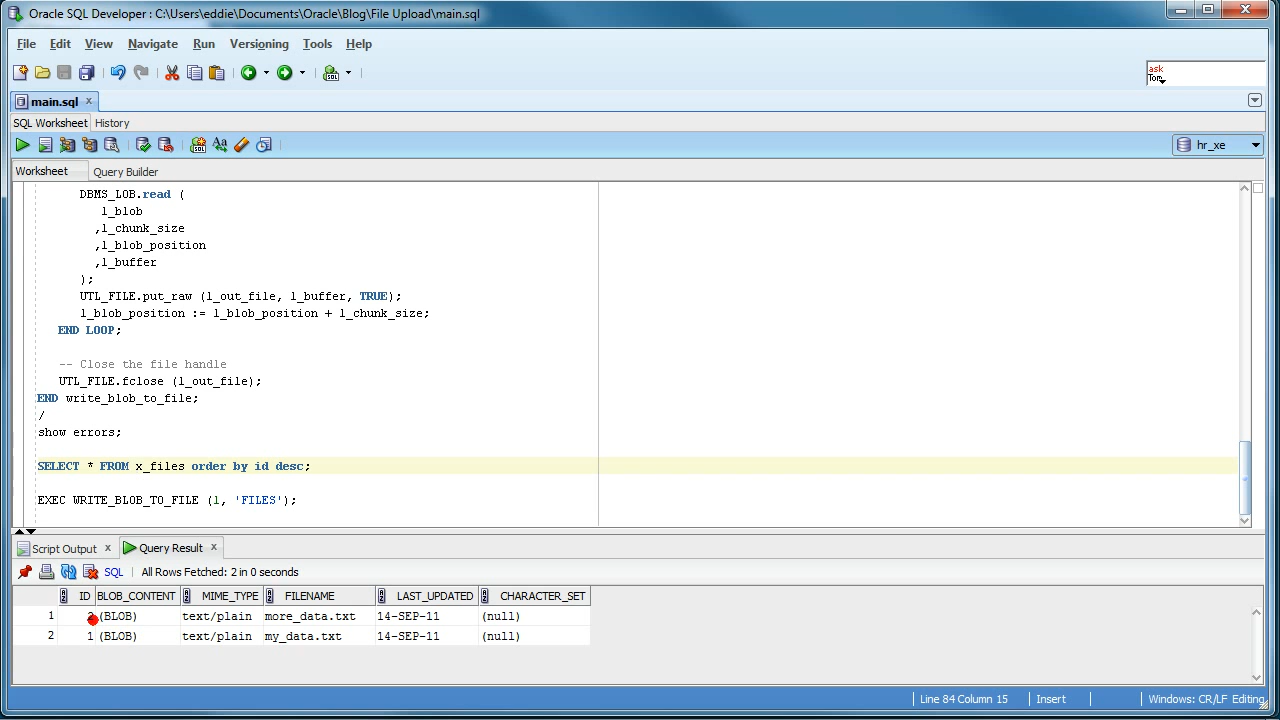 Oracle SQL Developer : C:\Users\eddie\Documents\Oracle\Blog\File Upload\main.sql
File Edit View Navigate Run Versioning Tools Help
ask
Tom
main.sql
SQL Worksheet History
hr_xe
Worksheet Query Builder
DBMS_LOB.read (
l_blob
,l_chunk_size
,l_blob_position
,l_buffer
);
UTL_FILE.put_raw (l_out_file, l_buffer, TRUE);
l_blob_position := l_blob_position + l_chunk_size;
END LOOP;
-- Close the file handle
UTL_FILE.fclose (l_out_file);
END write_blob_to_file;
/
show errors;
SELECT * FROM x_files order by id desc;
EXEC WRITE_BLOB_TO_FILE (1, 'FILES');
Script Output x Query Result x
SQL All Rows Fetched: 2 in 0 seconds
ID BLOB_CONTENT MIME_TYPE FILENAME LAST_UPDATED CHARACTER_SET
1 2 (BLOB) text/plain more_data.txt 14-SEP-11 (null)
2 1 (BLOB) text/plain my_data.txt 14-SEP-11 (null)
Line 84 Column 15 Insert Windows: CR/LF Editing